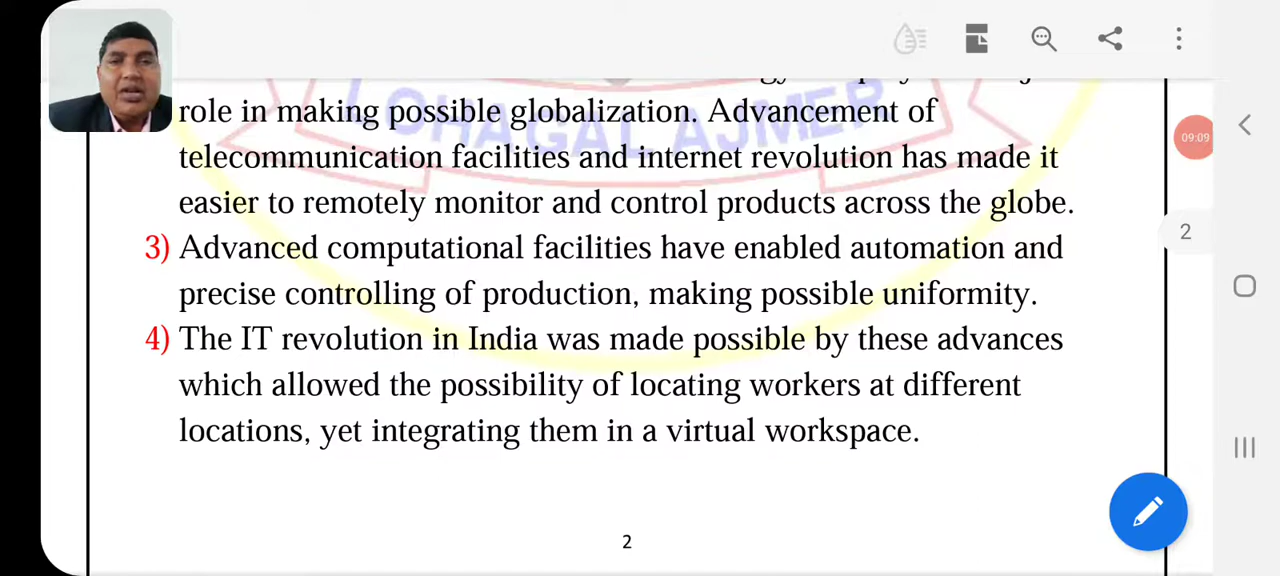 role in making possible globalization. Advancement of
telecommunication facilities and internet revolution has made it
easier to remotely monitor and control products across the globe.
3) Advanced computational facilities have enabled automation and
precise controlling of production, making possible uniformity.
4) The IT revolution in India was made possible by these advances
which allowed the possibility of locating workers at different
locations, yet integrating them in a virtual workspace.
2
09:09
2
LOHAGAL AJMER